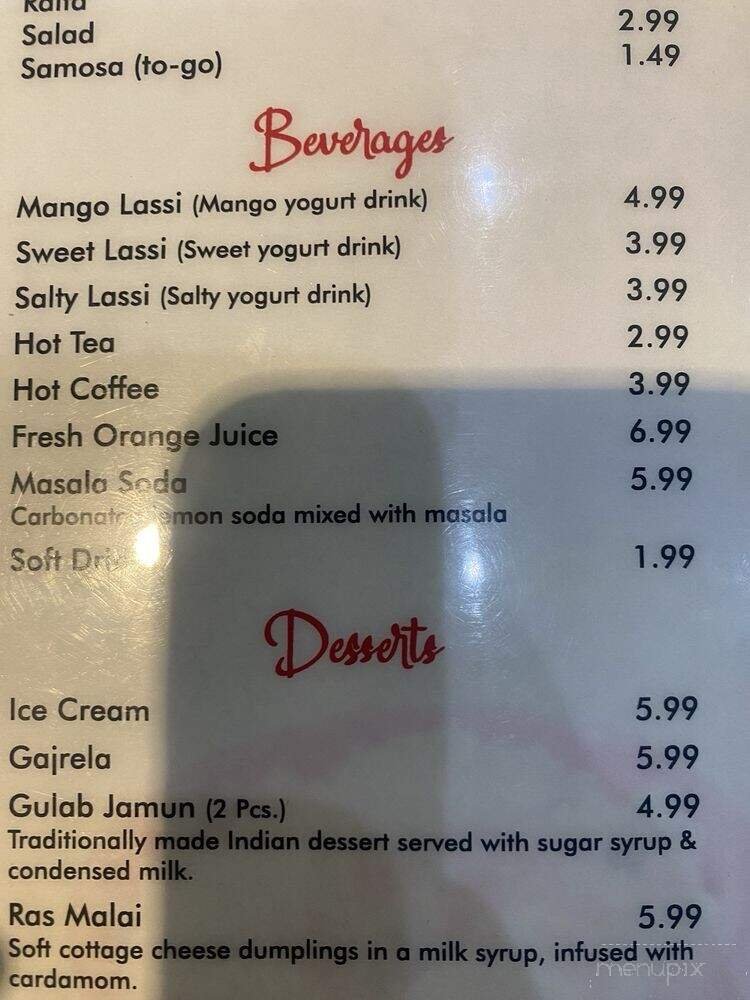 Raita
Salad 2.99
Samosa (to-go) 1.49
Beverages
Mango Lassi (Mango yogurt drink) 4.99
Sweet Lassi (Sweet yogurt drink) 3.99
Salty Lassi (Salty yogurt drink) 3.99
Hot Tea 2.99
Hot Coffee 3.99
Fresh Orange Juice 6.99
Masala Soda 5.99
soda mixed with masala
Soft 1.99
Desserts
Ice Cream 5.99
Gajrela 5.99
Gulab Jamun (2 Pcs.) 4.99
Traditionally made Indian dessert served with sugar syrup &
condensed milk.
Ras Malai 5.99
Soft cottage cheese dumplings in a milk syrup, infused with
cardamom.
menupix